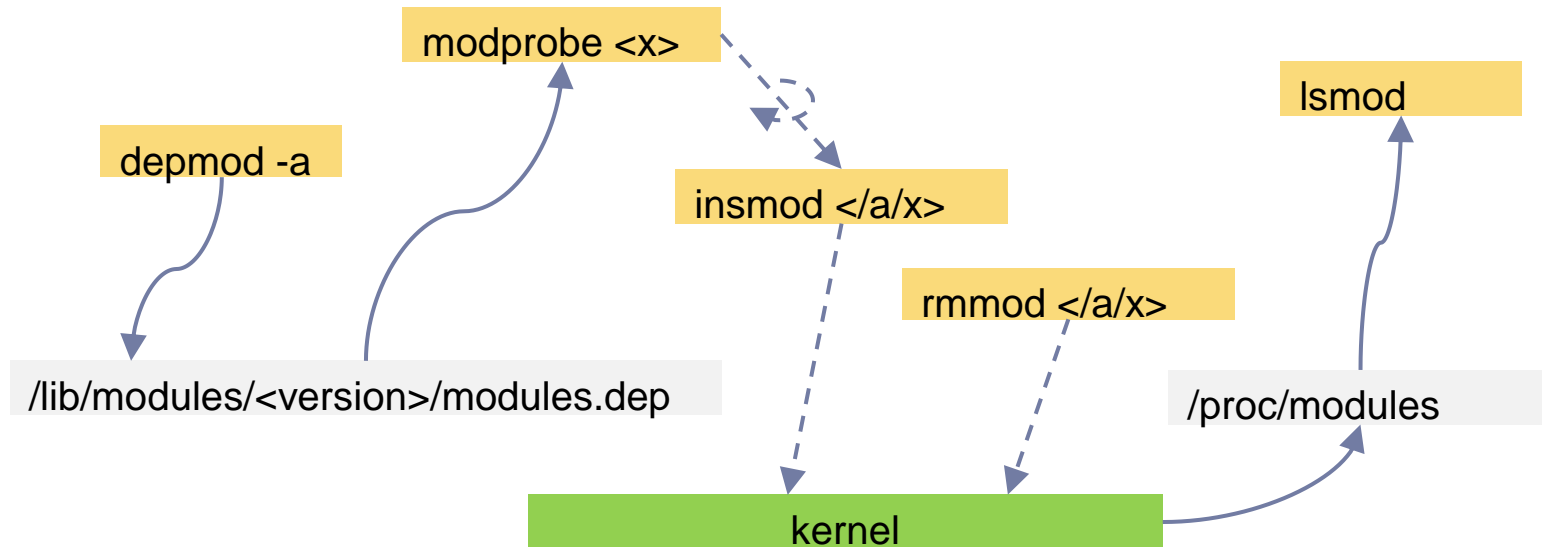 modprobe <x>
lsmod
depmod -a
insmod </a/x>
rmmod </a/x>
/lib/modules/<version>/modules.dep
/proc/modules
kernel